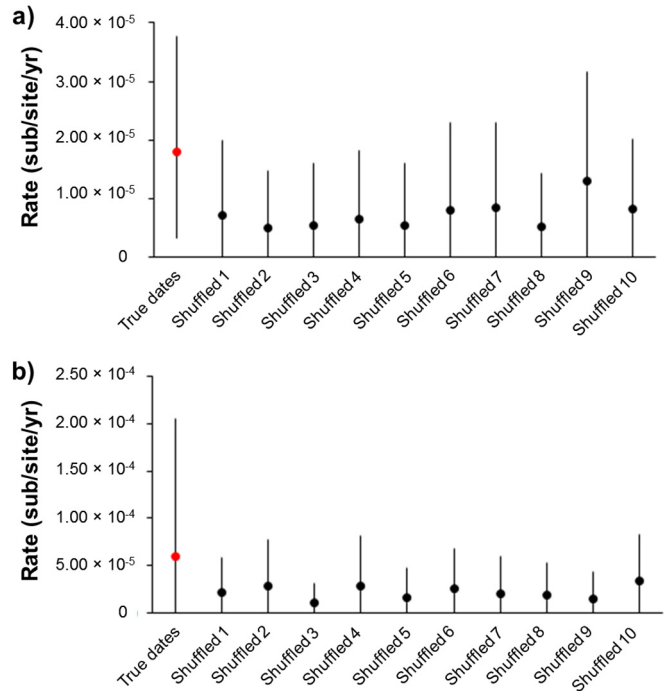 a)
Rate (sub/site/yr)
4.00 × 10-5
3.00 × 10-5
2.00 × 10-5
1.00 × 10-5
0
True dates
Shuffled 1
Shuffled 2
Shuffled 3
Shuffled 4
Shuffled 5
Shuffled 6
Shuffled 7
Shuffled 8
Shuffled 9
Shuffled 10
b)
Rate (sub/site/yr)
2.50 × 10-4
2.00 × 10-4
1.50 × 10-4
1.00 × 10-4
5.00 × 10-5
0
True dates
Shuffled 1
Shuffled 2
Shuffled 3
Shuffled 4
Shuffled 5
Shuffled 6
Shuffled 7
Shuffled 8
Shuffled 9
Shuffled 10